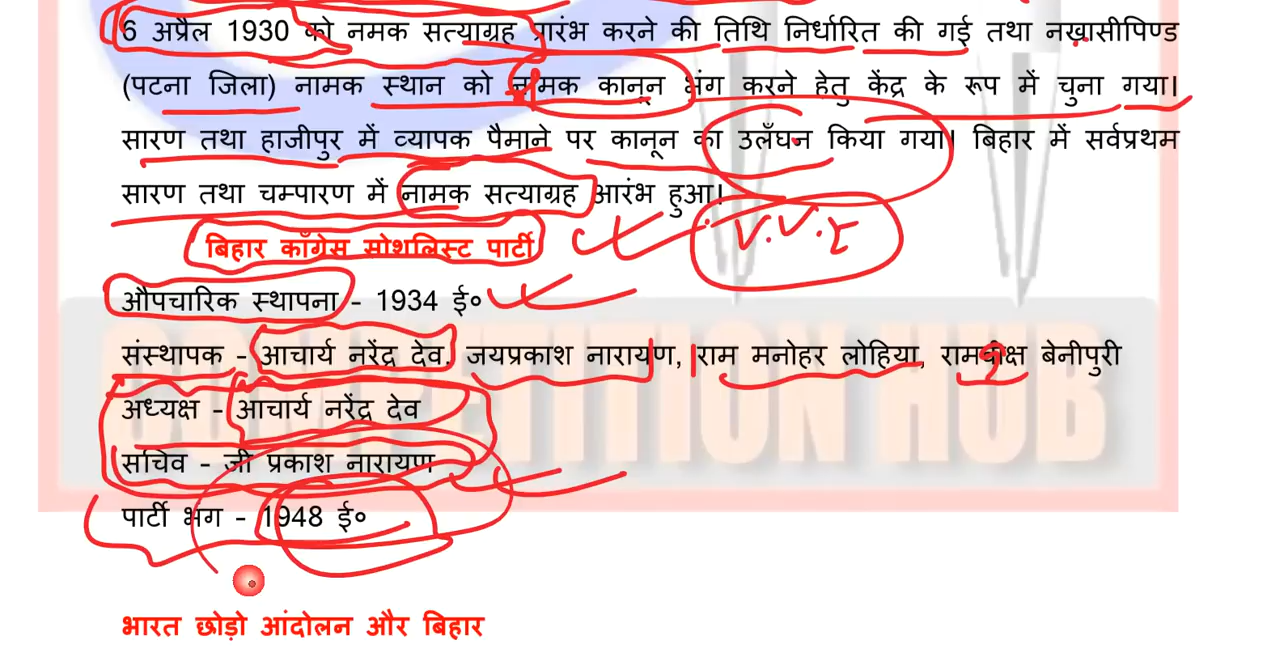 6 अप्रैल 1930 को नमक सत्याग्रह प्रारंभ करने की तिथि निर्धारित की गई तथा नख़ासीपिण्ड
(पटना जिला) नामक स्थान को नमक कानून भंग करने हेतु केंद्र के रूप में चुना गया।
सारण तथा हाजीपुर में व्यापक पैमाने पर कानून का उलँघन किया गया। बिहार में सर्वप्रथम
सारण तथा चम्पारण में नामक सत्याग्रह आरंभ हुआ।
V.V.I
बिहार काँग्रेस सोशलिस्ट पार्टी
औपचारिक स्थापना - 1934 ई०
संस्थापक - आचार्य नरेंद्र देव, जयप्रकाश नारायण, राम मनोहर लोहिया, रामवृक्ष बेनीपुरी
अध्यक्ष - आचार्य नरेंद्र देव
सचिव - जी प्रकाश नारायण
पार्टी भंग - 1948 ई०
COMPETITION HUB
भारत छोड़ो आंदोलन और बिहार